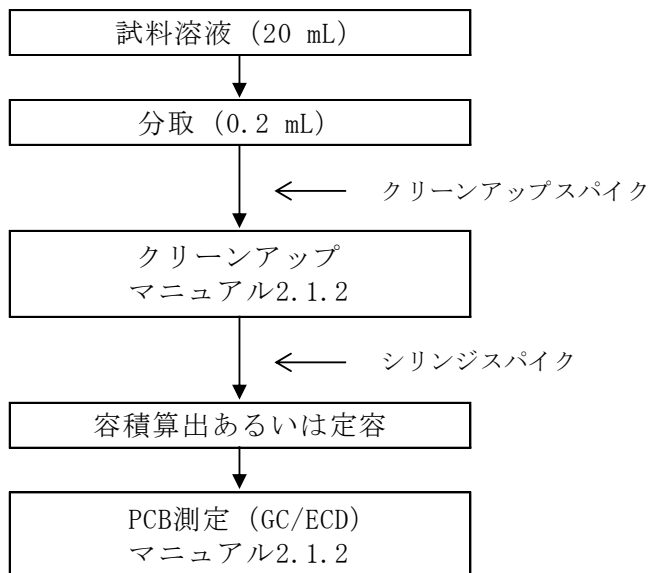 試料溶液 (20 mL)
分取 (0.2 mL)
クリーンアップスパイク
クリーンアップ
マニュアル2.1.2
シリンジスパイク
容積算出あるいは定容
PCB測定 (GC/ECD)
マニュアル2.1.2